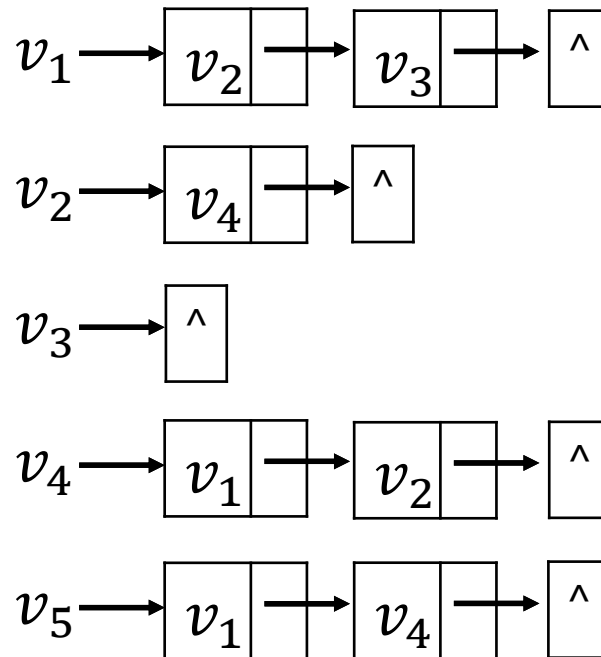 v₁ v₂ v₃ ^
v₂ v₄ ^
v₃ ^
v₄ v₁ v₂ ^
v₅ v₁ v₄ ^